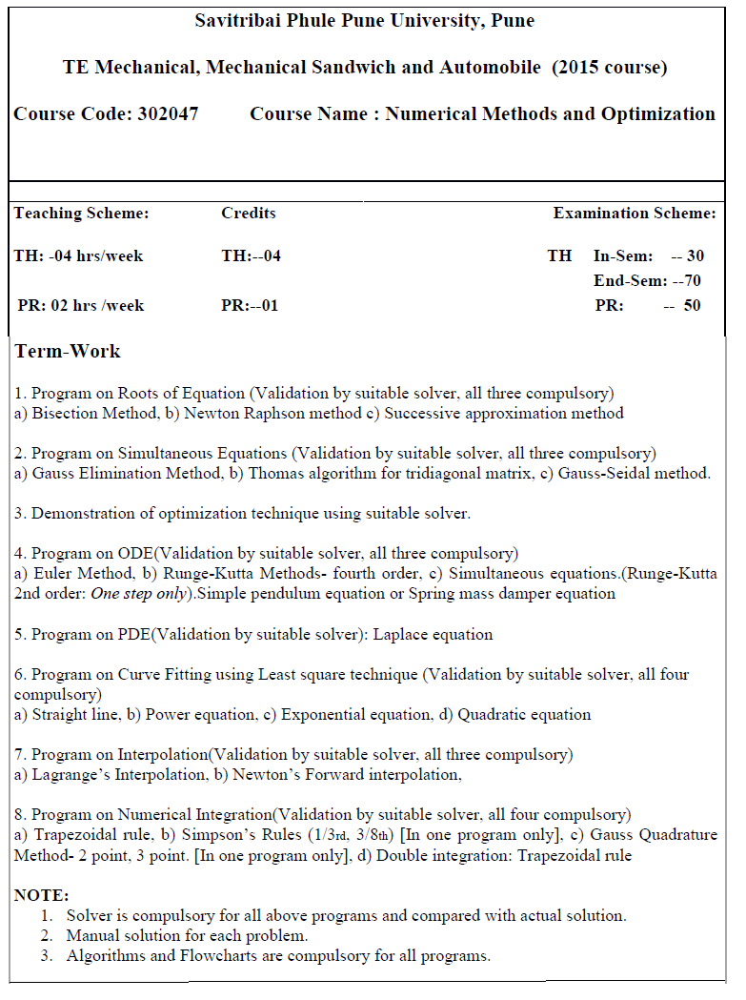 Savitribai Phule Pune University, Pune
TE Mechanical, Mechanical Sandwich and Automobile (2015 course)
Course Code: 302047 Course Name : Numerical Methods and Optimization
Teaching Scheme: Credits Examination Scheme:
TH: -04 hrs/week TH:--04 TH In-Sem: -- 30
End-Sem: --70
PR: 02 hrs /week PR:--01 PR: -- 50
Term-Work
1. Program on Roots of Equation (Validation by suitable solver, all three compulsory)
a) Bisection Method, b) Newton Raphson method c) Successive approximation method
2. Program on Simultaneous Equations (Validation by suitable solver, all three compulsory)
a) Gauss Elimination Method, b) Thomas algorithm for tridiagonal matrix, c) Gauss-Seidal method.
3. Demonstration of optimization technique using suitable solver.
4. Program on ODE(Validation by suitable solver, all three compulsory)
a) Euler Method, b) Runge-Kutta Methods- fourth order, c) Simultaneous equations.(Runge-Kutta
2nd order: One step only).Simple pendulum equation or Spring mass damper equation
5. Program on PDE(Validation by suitable solver): Laplace equation
6. Program on Curve Fitting using Least square technique (Validation by suitable solver, all four
compulsory)
a) Straight line, b) Power equation, c) Exponential equation, d) Quadratic equation
7. Program on Interpolation(Validation by suitable solver, all three compulsory)
a) Lagrange’s Interpolation, b) Newton’s Forward interpolation,
8. Program on Numerical Integration(Validation by suitable solver, all four compulsory)
a) Trapezoidal rule, b) Simpson’s Rules (1/3rd, 3/8th) [In one program only], c) Gauss Quadrature
Method- 2 point, 3 point. [In one program only], d) Double integration: Trapezoidal rule
NOTE:
1. Solver is compulsory for all above programs and compared with actual solution.
2. Manual solution for each problem.
3. Algorithms and Flowcharts are compulsory for all programs.